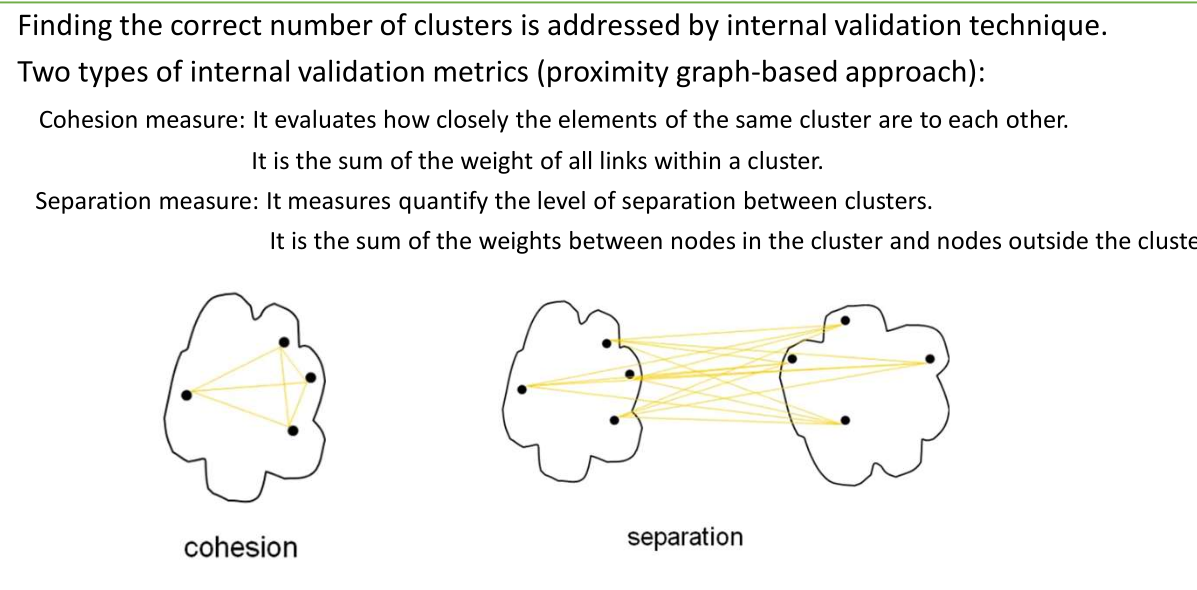 Finding the correct number of clusters is addressed by internal validation technique.
Two types of internal validation metrics (proximity graph-based approach):
Cohesion measure: It evaluates how closely the elements of the same cluster are to each other.
It is the sum of the weight of all links within a cluster.
Separation measure: It measures quantify the level of separation between clusters.
It is the sum of the weights between nodes in the cluster and nodes outside the cluste
cohesion
separation